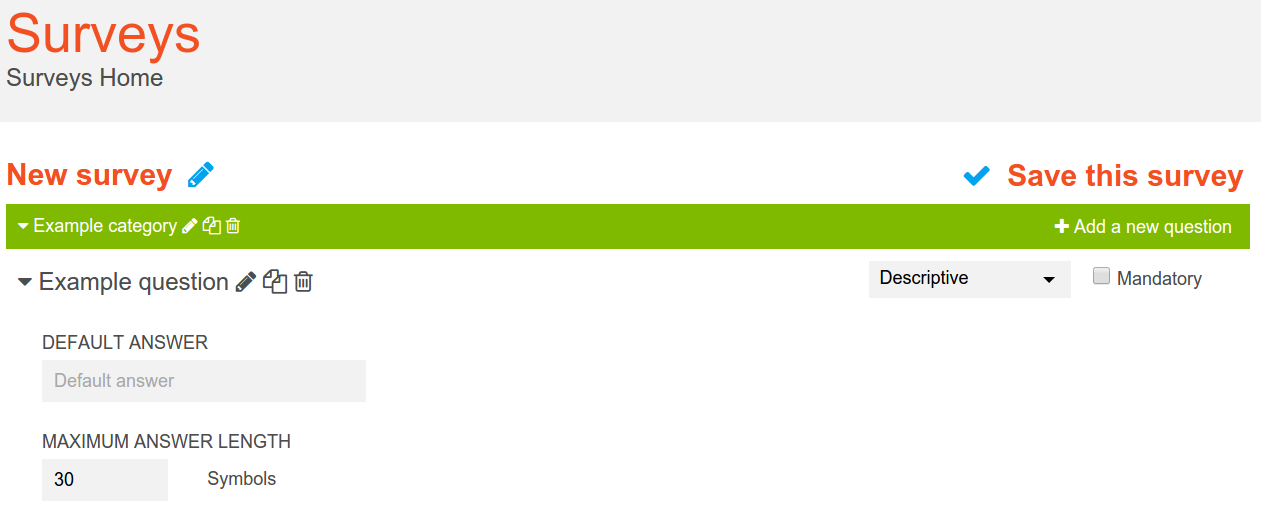 Surveys
Surveys Home
New survey
Save this survey
Example category
Add a new question
Example question
Descriptive
Mandatory
DEFAULT ANSWER
Default answer
MAXIMUM ANSWER LENGTH
30 Symbols